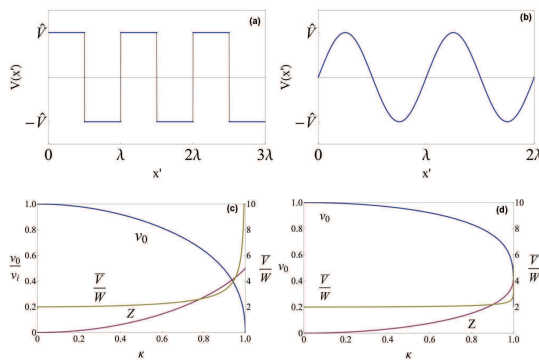 (a)
V̂
V(x')
−V̂
0 λ 2λ 3λ
x'
(b)
V̂
V(x')
−V̂
0 λ 2λ
x'
(c)
1.0
0.8
0.6
0.4
0.2
0
v₀/vᵢ
v₀
V̅/W
Z
10
8
6
4
2
0
V̅/W
0 0.2 0.4 0.6 0.8 1.0
κ
(d)
1.0
0.8
0.6
0.4
0.2
0
v₀
v₀
V̅/W
Z
10
8
6
4
2
0
V̅/W
0 0.2 0.4 0.6 0.8 1.0
κ